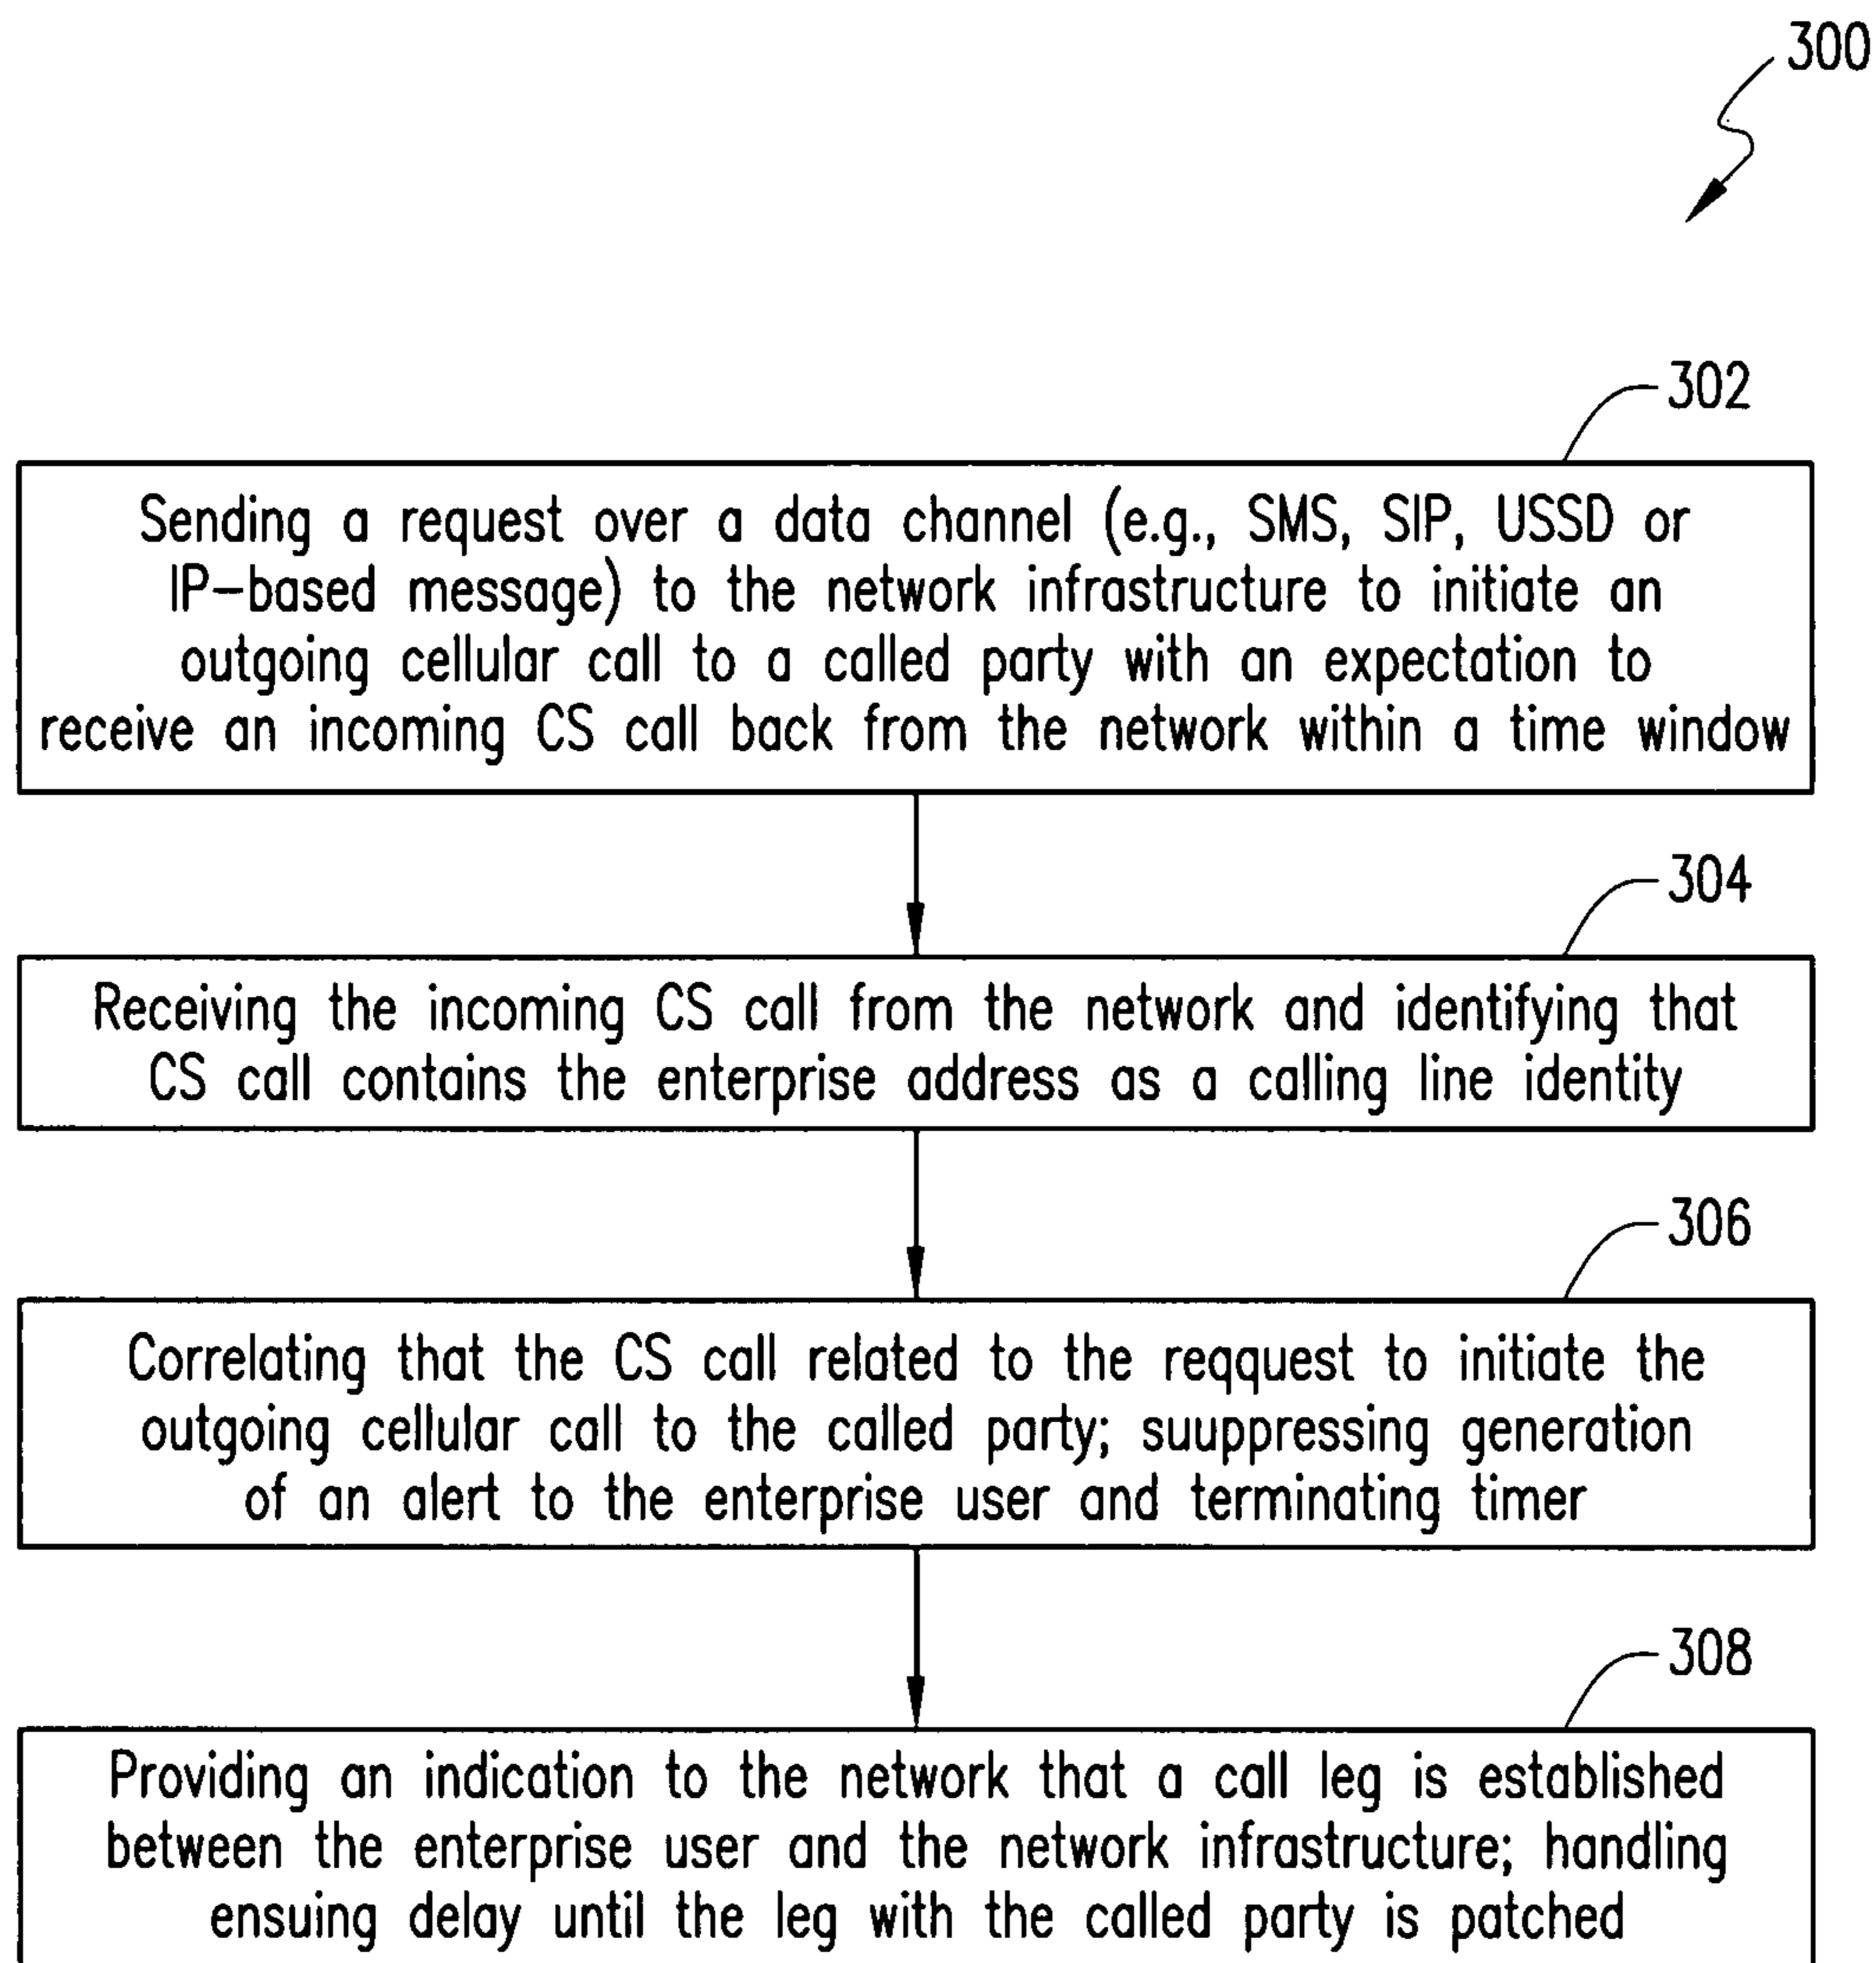 300
302
Sending a request over a data channel (e.g., SMS, SIP, USSD or
IP-based message) to the network infrastructure to initiate an
outgoing cellular call to a called party with an expectation to
receive an incoming CS call back from the network within a time window
304
Receiving the incoming CS call from the network and identifying that
CS call contains the enterprise address as a calling line identity
306
Correlating that the CS call related to the reqquest to initiate the
outgoing cellular call to the called party; suuppressing generation
of an alert to the enterprise user and terminating timer
308
Providing an indication to the network that a call leg is established
between the enterprise user and the network infrastructure; handling
ensuing delay until the leg with the called party is patched